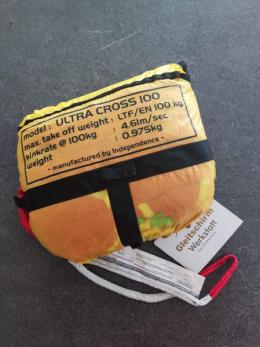 model : ULTRA CROSS 100
max. take off weight : LTF/EN 100 kg
sinkrate @ 100kg : 4.61m/sec
weight : 0.975kg
- manufactured by Independence -
Gleitschirm
Werkstatt